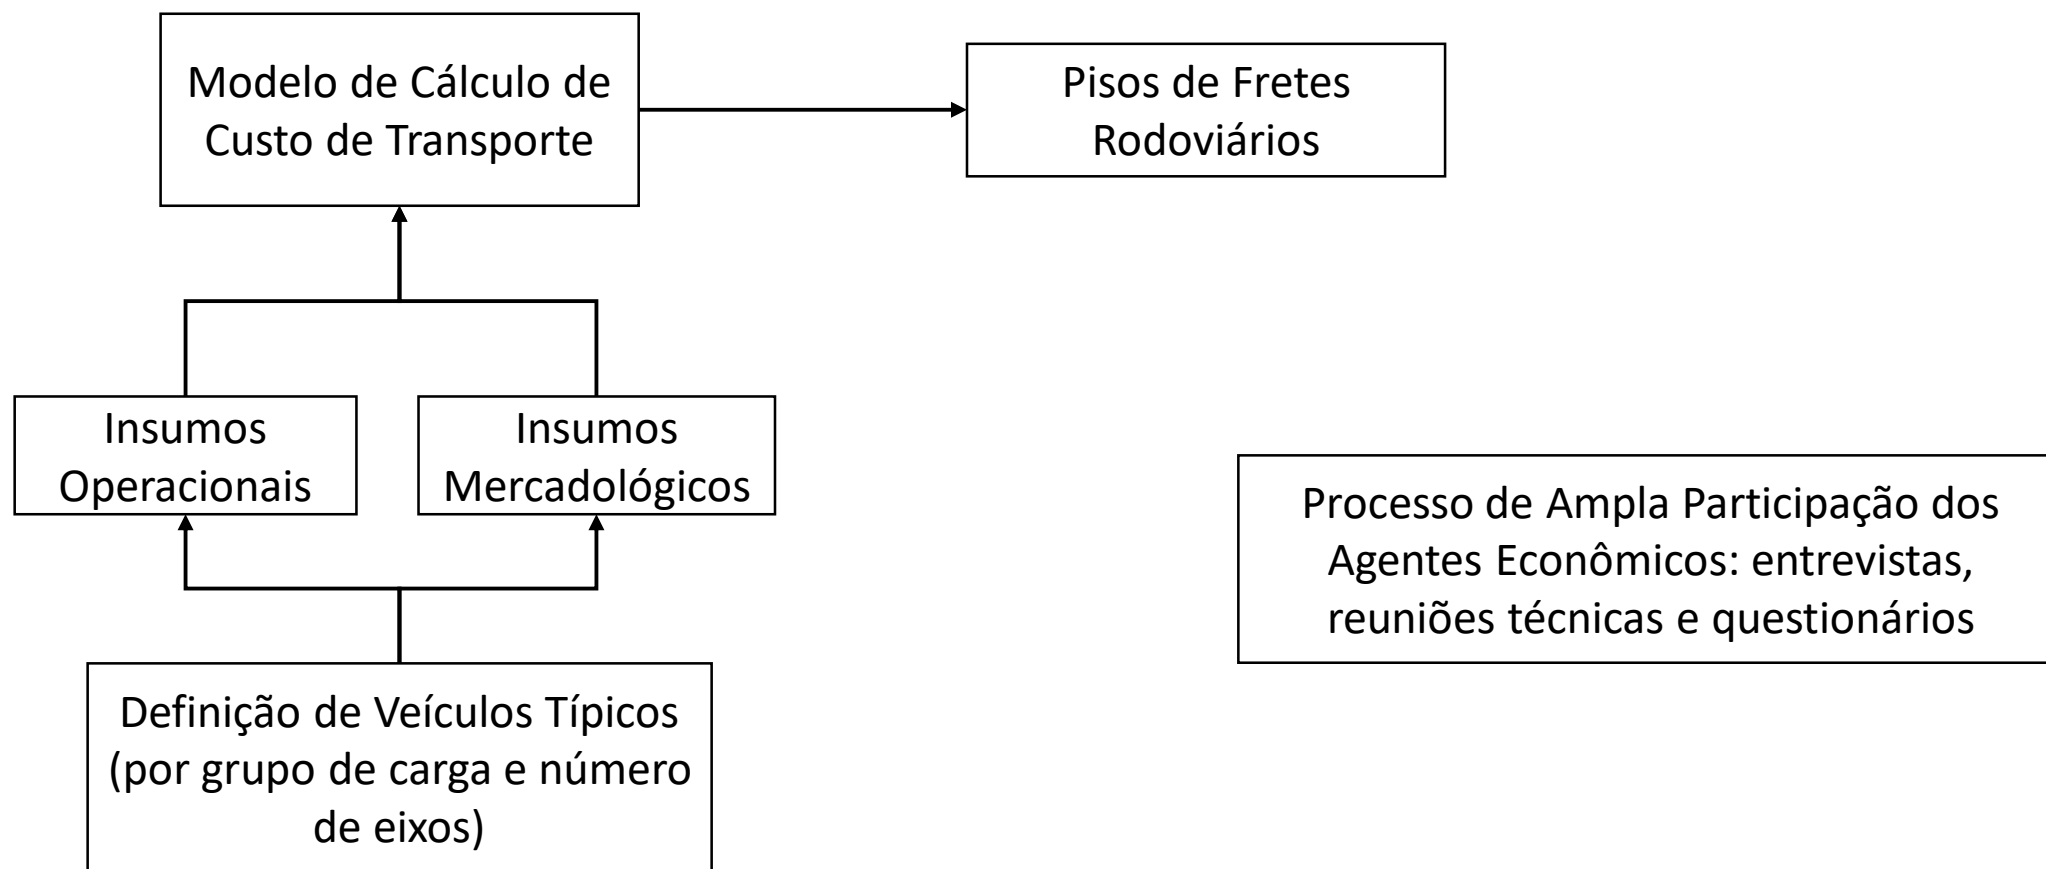 Modelo de Cálculo de
Custo de Transporte
Pisos de Fretes
Rodoviários
Insumos
Operacionais
Insumos
Mercadológicos
Processo de Ampla Participação dos
Agentes Econômicos: entrevistas,
reuniões técnicas e questionários
Definição de Veículos Típicos
(por grupo de carga e número
de eixos)